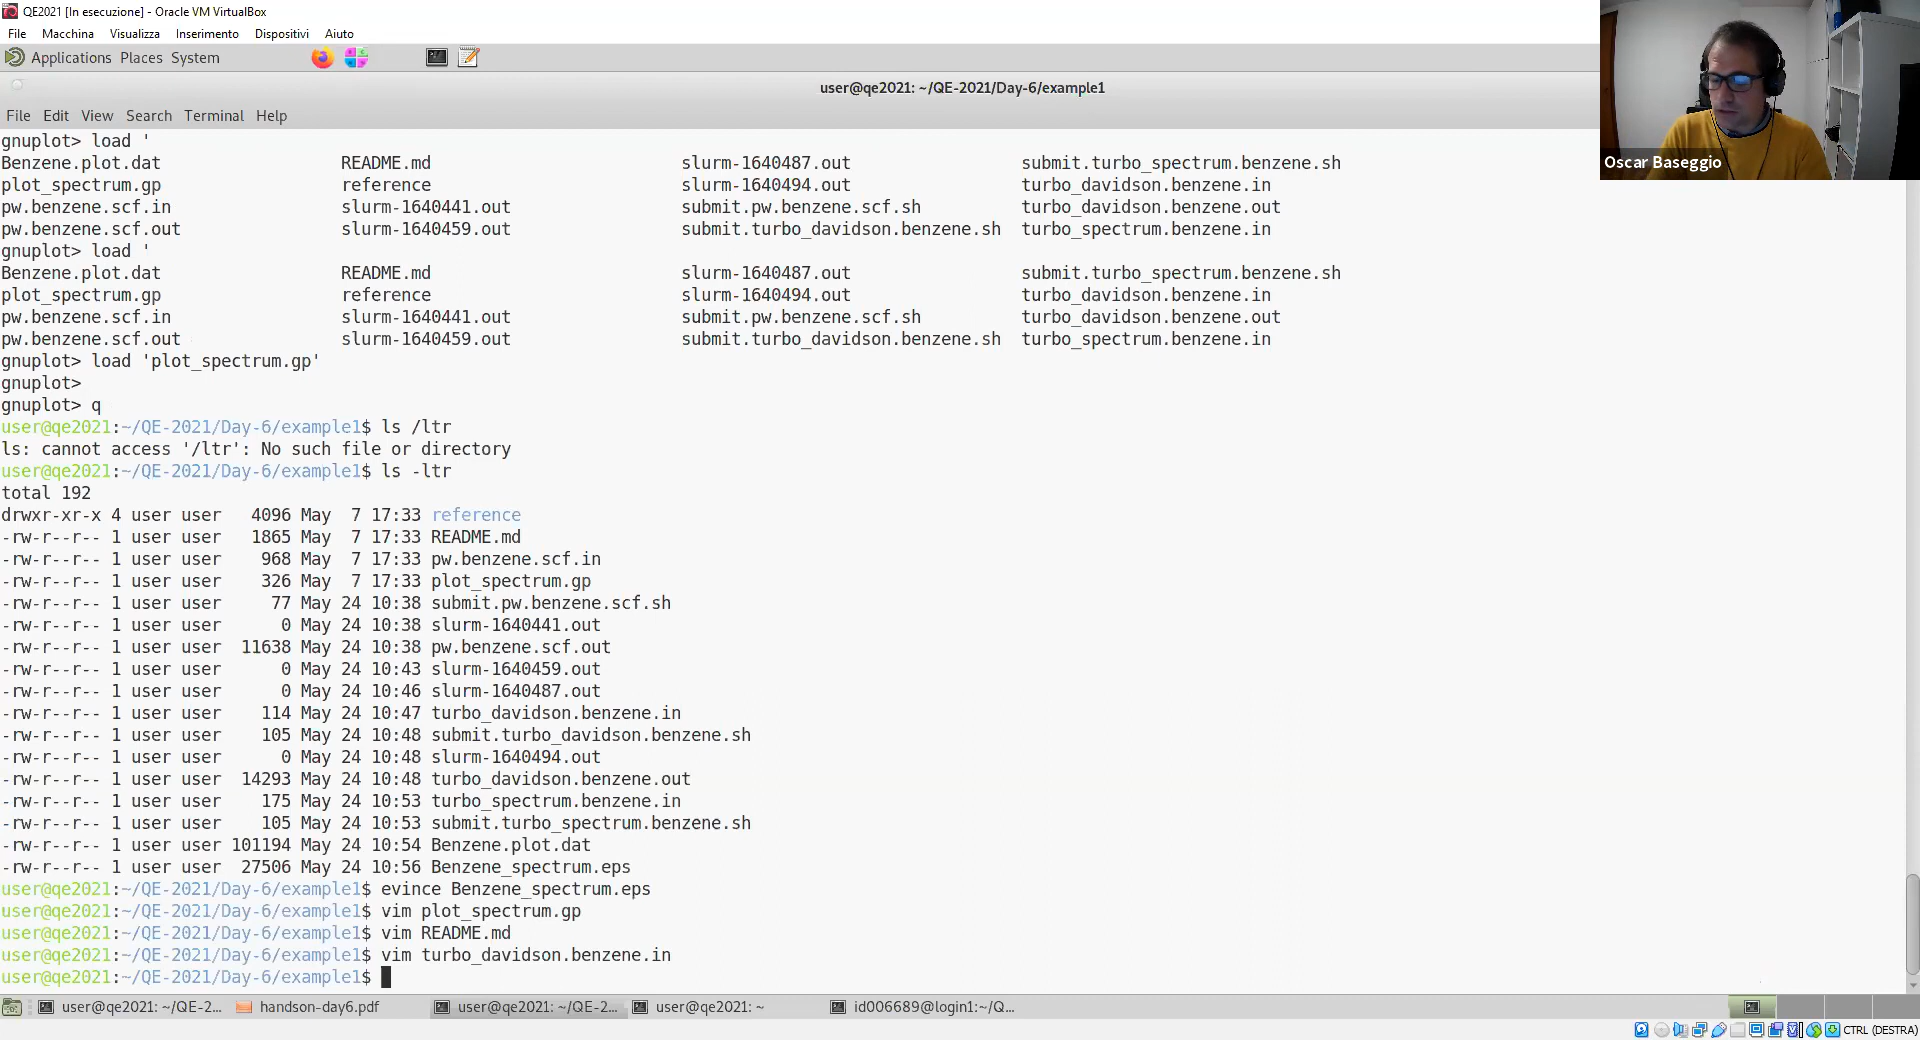 QE2021 [In esecuzione] - Oracle VM VirtualBox
File Macchina Visualizza Inserimento Dispositivi Aiuto
Applications Places System
user@qe2021: ~/QE-2021/Day-6/example1
File Edit View Search Terminal Help
Oscar Baseggio
gnuplot> load '
Benzene.plot.dat README.md slurm-1640487.out submit.turbo_spectrum.benzene.sh
plot_spectrum.gp reference slurm-1640494.out turbo_davidson.benzene.in
pw.benzene.scf.in slurm-1640441.out submit.pw.benzene.scf.sh turbo_davidson.benzene.out
pw.benzene.scf.out slurm-1640459.out submit.turbo_davidson.benzene.sh turbo_spectrum.benzene.in
gnuplot> load '
Benzene.plot.dat README.md slurm-1640487.out submit.turbo_spectrum.benzene.sh
plot_spectrum.gp reference slurm-1640494.out turbo_davidson.benzene.in
pw.benzene.scf.in slurm-1640441.out submit.pw.benzene.scf.sh turbo_davidson.benzene.out
pw.benzene.scf.out slurm-1640459.out submit.turbo_davidson.benzene.sh turbo_spectrum.benzene.in
gnuplot> load 'plot_spectrum.gp'
gnuplot>
gnuplot> q
user@qe2021:~/QE-2021/Day-6/example1$ ls /ltr
ls: cannot access '/ltr': No such file or directory
user@qe2021:~/QE-2021/Day-6/example1$ ls -ltr
total 192
drwxr-xr-x 4 user user 4096 May 7 17:33 reference
-rw-r--r-- 1 user user 1865 May 7 17:33 README.md
-rw-r--r-- 1 user user 968 May 7 17:33 pw.benzene.scf.in
-rw-r--r-- 1 user user 326 May 7 17:33 plot_spectrum.gp
-rw-r--r-- 1 user user 77 May 24 10:38 submit.pw.benzene.scf.sh
-rw-r--r-- 1 user user 0 May 24 10:38 slurm-1640441.out
-rw-r--r-- 1 user user 11638 May 24 10:38 pw.benzene.scf.out
-rw-r--r-- 1 user user 0 May 24 10:43 slurm-1640459.out
-rw-r--r-- 1 user user 0 May 24 10:46 slurm-1640487.out
-rw-r--r-- 1 user user 114 May 24 10:47 turbo_davidson.benzene.in
-rw-r--r-- 1 user user 105 May 24 10:48 submit.turbo_davidson.benzene.sh
-rw-r--r-- 1 user user 0 May 24 10:48 slurm-1640494.out
-rw-r--r-- 1 user user 14293 May 24 10:48 turbo_davidson.benzene.out
-rw-r--r-- 1 user user 175 May 24 10:53 turbo_spectrum.benzene.in
-rw-r--r-- 1 user user 105 May 24 10:53 submit.turbo_spectrum.benzene.sh
-rw-r--r-- 1 user user 101194 May 24 10:54 Benzene.plot.dat
-rw-r--r-- 1 user user 27506 May 24 10:56 Benzene_spectrum.eps
user@qe2021:~/QE-2021/Day-6/example1$ evince Benzene_spectrum.eps
user@qe2021:~/QE-2021/Day-6/example1$ vim plot_spectrum.gp
user@qe2021:~/QE-2021/Day-6/example1$ vim README.md
user@qe2021:~/QE-2021/Day-6/example1$ vim turbo_davidson.benzene.in
user@qe2021:~/QE-2021/Day-6/example1$
user@qe2021: ~/QE-2... handson-day6.pdf user@qe2021: ~/QE-2... user@qe2021: ~ id006689@login1:~/Q...
CTRL (DESTRA)